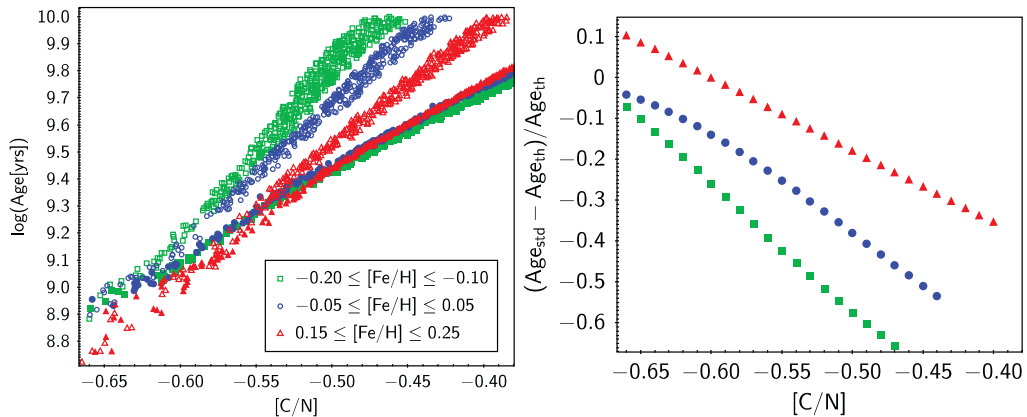 10.0
9.9
9.8
9.7
9.6
9.5
9.4
9.3
9.2
9.1
9.0
8.9
8.8
log(Age[yrs])
−0.20 ≤ [Fe/H] ≤ −0.10
−0.05 ≤ [Fe/H] ≤ 0.05
0.15 ≤ [Fe/H] ≤ 0.25
−0.65 −0.60 −0.55 −0.50 −0.45 −0.40
[C/N]
0.1
0
−0.1
−0.2
−0.3
−0.4
−0.5
−0.6
(Age_std − Age_th)/Age_th
−0.65 −0.60 −0.55 −0.50 −0.45 −0.40
[C/N]